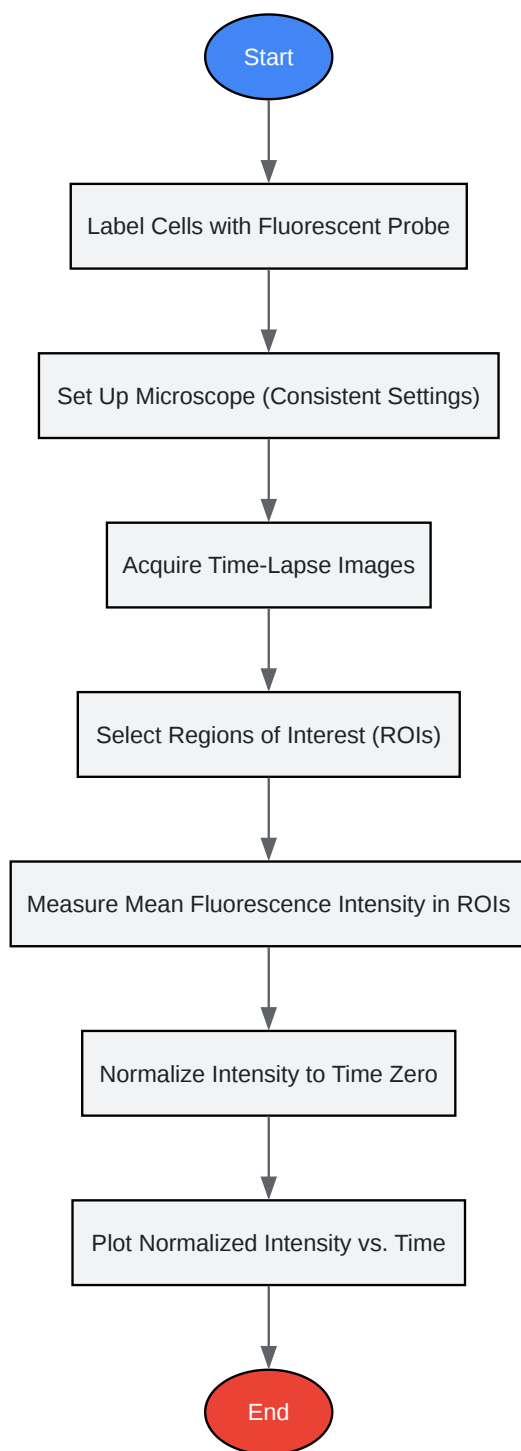 Start
Label Cells with Fluorescent Probe
Set Up Microscope (Consistent Settings)
Acquire Time-Lapse Images
Select Regions of Interest (ROIs)
Measure Mean Fluorescence Intensity in ROIs
Normalize Intensity to Time Zero
Plot Normalized Intensity vs. Time
End